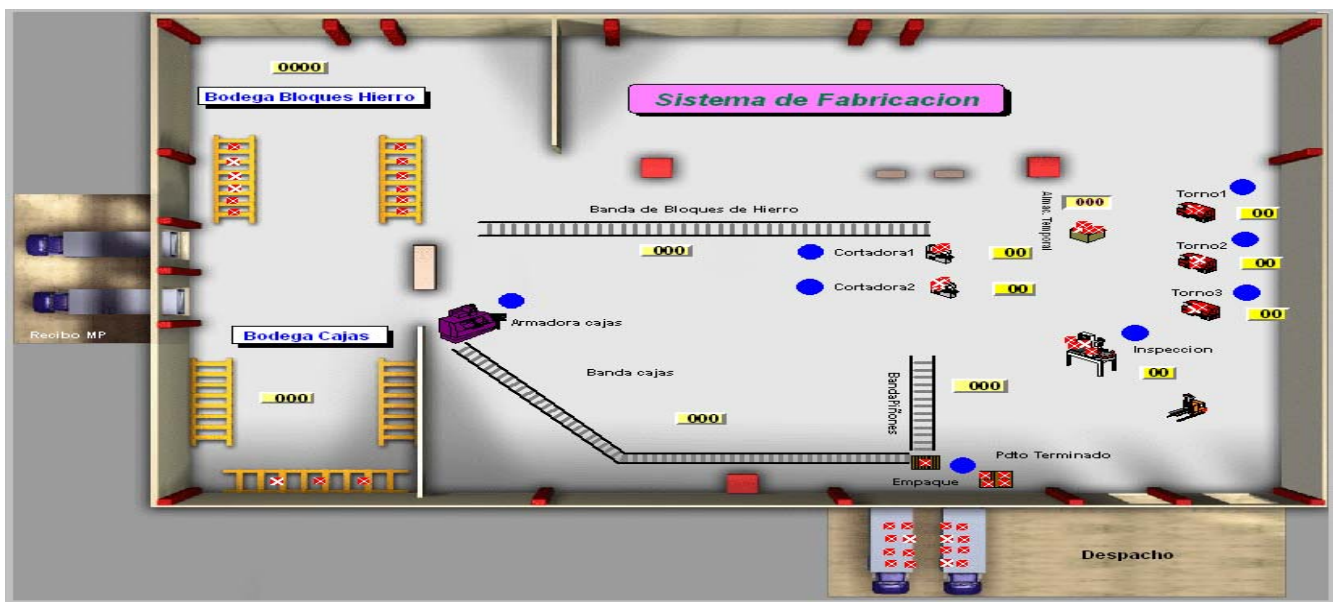 0000
Bodega Bloques Hierro
Sistema de Fabricacion
Banda de Bloques de Hierro
000
Almac. Temporal
000
Torno1
00
Torno2
00
Torno3
00
Cortadora1
00
Cortadora2
00
Recibo MP
Armadora cajas
Bodega Cajas
000
Banda cajas
000
BandaPiñones
000
Inspeccion
00
Pdto Terminado
Empaque
Despacho